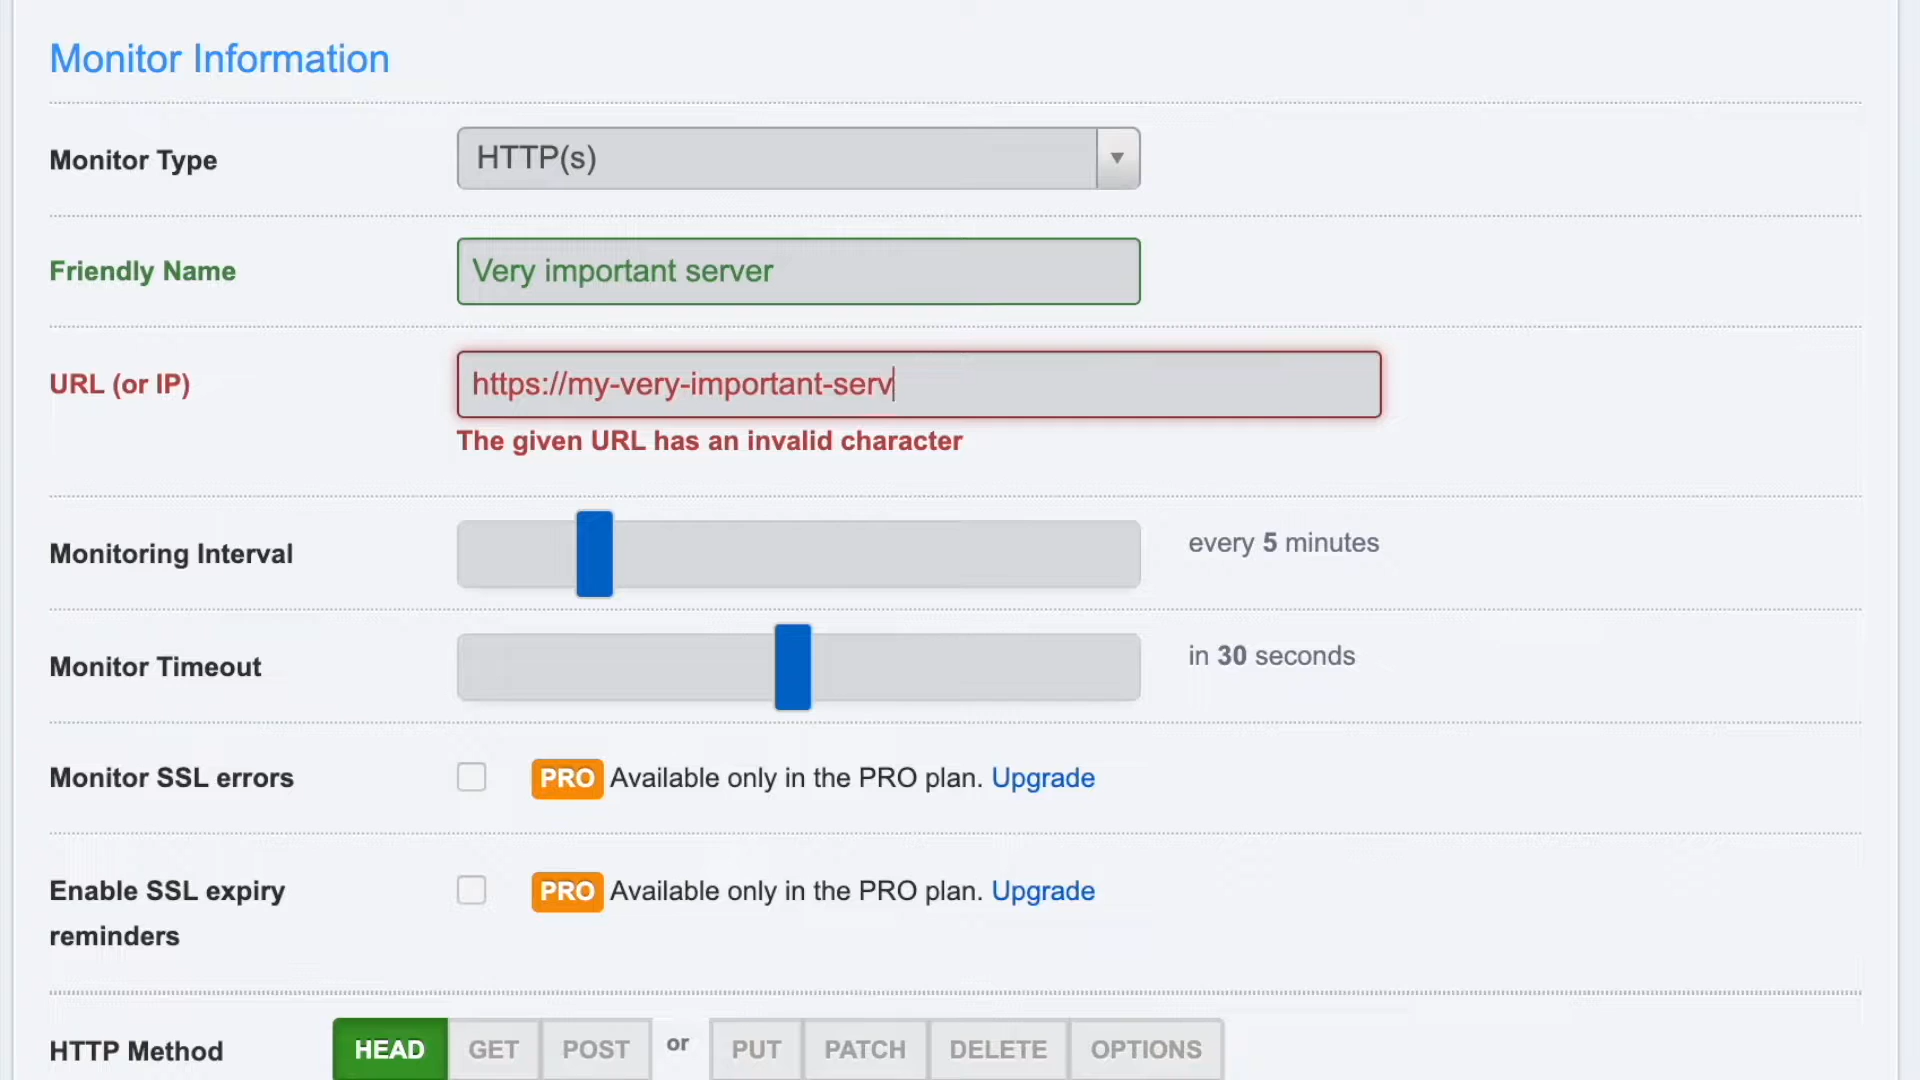 Monitor Information
Monitor Type HTTP(s)
Friendly Name Very important server
URL (or IP) https://my-very-important-serv
The given URL has an invalid character
Monitoring Interval every 5 minutes
Monitor Timeout in 30 seconds
Monitor SSL errors PRO Available only in the PRO plan. Upgrade
Enable SSL expiry PRO Available only in the PRO plan. Upgrade
reminders
HTTP Method HEAD GET POST or PUT PATCH DELETE OPTIONS